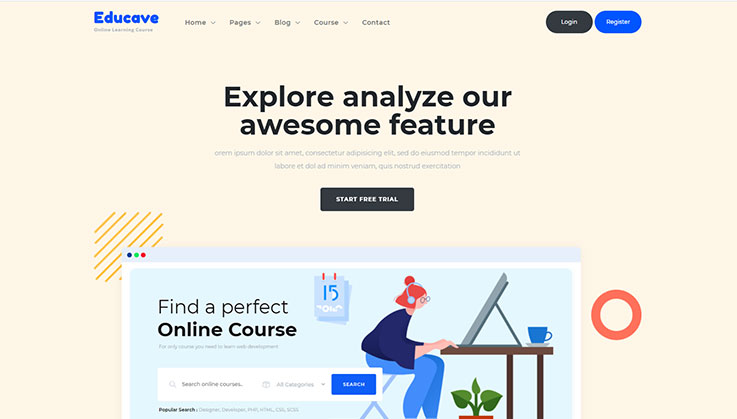 Educave
Online Learning Course
Home Pages Blog Course Contact
Login Register
Explore analyze our
awesome feature
orem ipsum dolor sit amet, consectetur adipiscing elit, sed do eiusmod tempor incididunt ut
labore et dol ad minim veniam, quis nostrud exercitation
START FREE TRIAL
15
Find a perfect
Online Course
For only course you need to learn web development
Search online courses.. All Categories SEARCH
Popular Search : Designer, Developer, PHP, HTML, CSS, SCSS